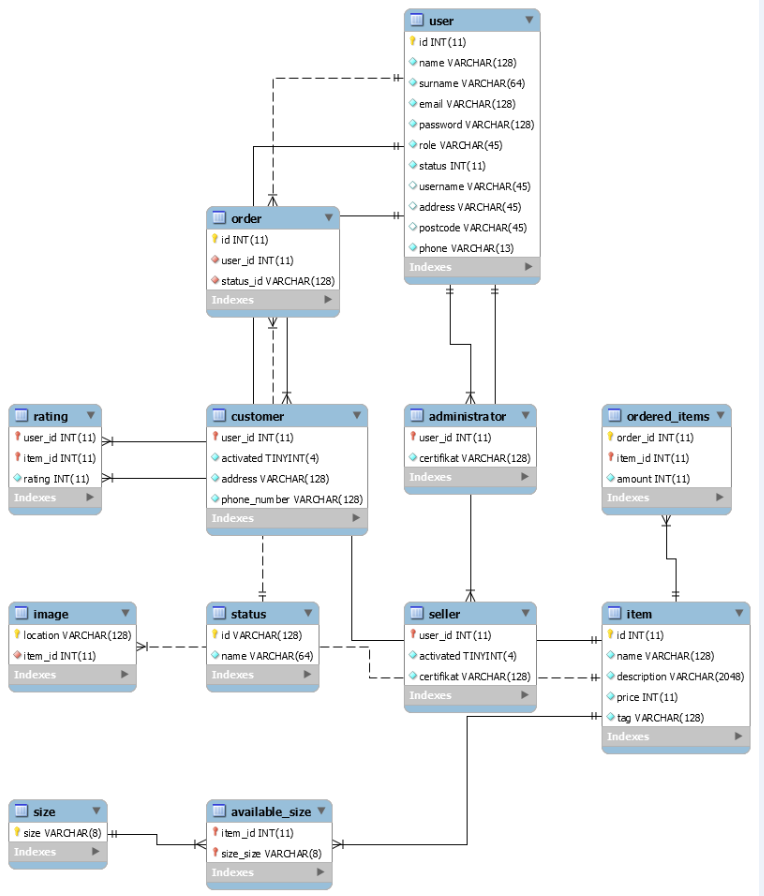 user
id INT(11)
name VARCHAR(128)
surname VARCHAR(64)
email VARCHAR(128)
password VARCHAR(128)
role VARCHAR(45)
status INT(11)
username VARCHAR(45)
address VARCHAR(45)
postcode VARCHAR(45)
phone VARCHAR(13)
Indexes
order
id INT(11)
user_id INT(11)
status_id VARCHAR(128)
Indexes
rating
user_id INT(11)
item_id INT(11)
rating INT(11)
Indexes
customer
user_id INT(11)
activated TINYINT(4)
address VARCHAR(128)
phone_number VARCHAR(128)
Indexes
administrator
user_id INT(11)
certifikat VARCHAR(128)
Indexes
ordered_items
order_id INT(11)
item_id INT(11)
amount INT(11)
Indexes
image
location VARCHAR(128)
item_id INT(11)
Indexes
status
id VARCHAR(128)
name VARCHAR(64)
Indexes
seller
user_id INT(11)
activated TINYINT(4)
certifikat VARCHAR(128)
Indexes
item
id INT(11)
name VARCHAR(128)
description VARCHAR(2048)
price INT(11)
tag VARCHAR(128)
Indexes
size
size VARCHAR(8)
Indexes
available_size
item_id INT(11)
size_size VARCHAR(8)
Indexes